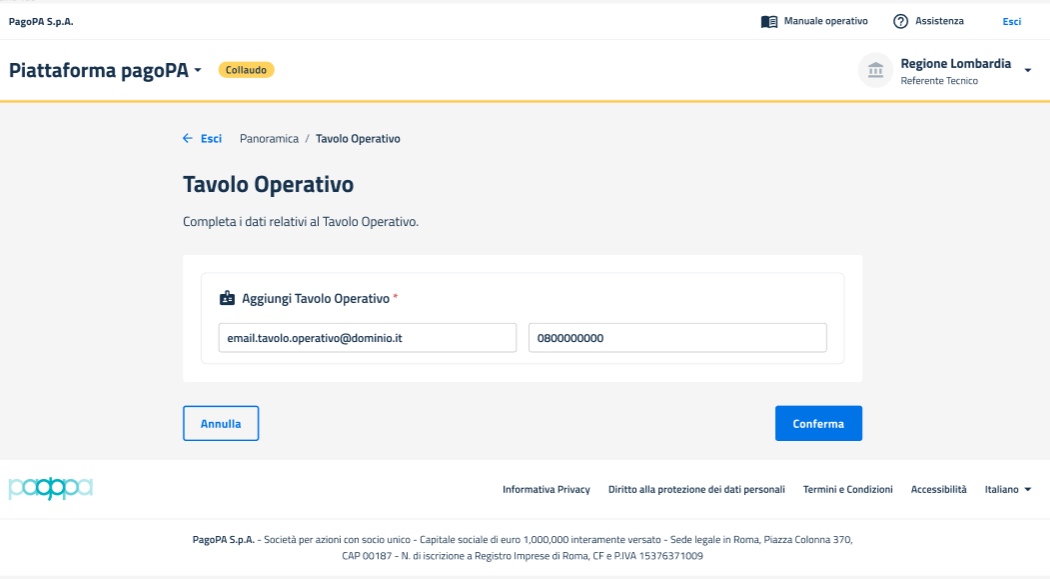 PagoPA S.p.A.
Manuale operativo
Assistenza
Esci
Piattaforma pagoPA
Collaudo
Regione Lombardia
Referente Tecnico
Esci
Panoramica / Tavolo Operativo
Tavolo Operativo
Completa i dati relativi al Tavolo Operativo.
Aggiungi Tavolo Operativo *
email.tavolo.operativo@dominio.it
0800000000
Annulla
Conferma
pagopa
Informativa Privacy
Diritto alla protezione dei dati personali
Termini e Condizioni
Accessibilità
Italiano
PagoPA S.p.A. - Società per azioni con socio unico - Capitale sociale di euro 1,000,000 interamente versato - Sede legale in Roma, Piazza Colonna 370,
CAP 00187 - N. di iscrizione a Registro Imprese di Roma, CF e P.IVA 15376371009